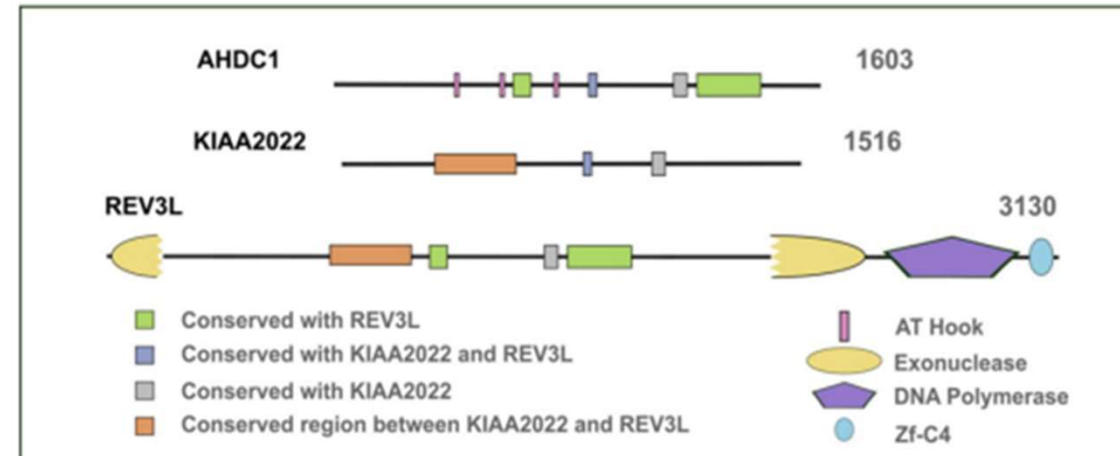 AHDC1 1603
KIAA2022 1516
REV3L 3130
Conserved with REV3L
Conserved with KIAA2022 and REV3L
Conserved with KIAA2022
Conserved region between KIAA2022 and REV3L
AT Hook
Exonuclease
DNA Polymerase
Zf-C4